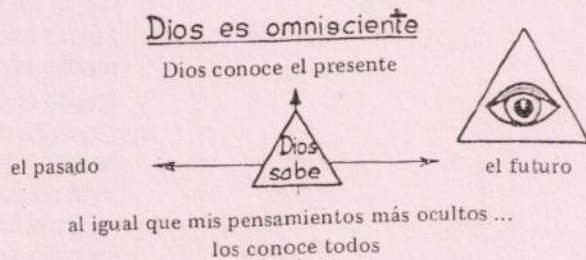 Dios es omnisciente
Dios conoce el presente
Dios
sabe
el pasado
el futuro
al igual que mis pensamientos más ocultos ...
los conoce todos